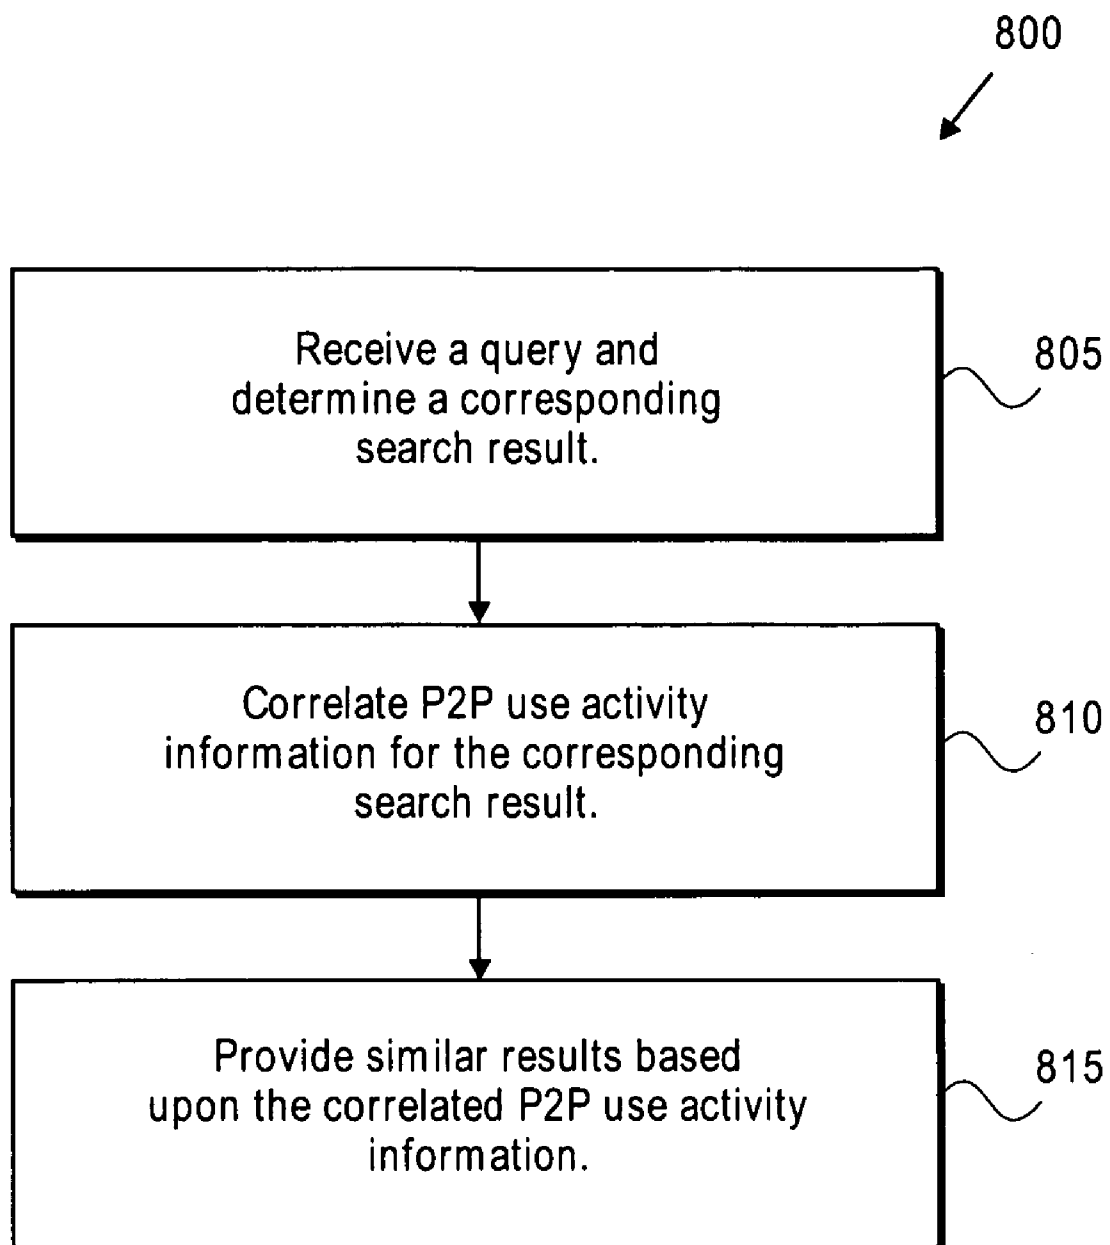 800
Receive a query and
determine a corresponding
search result.
805
Correlate P2P use activity
information for the corresponding
search result.
810
Provide similar results based
upon the correlated P2P use activity
information.
815